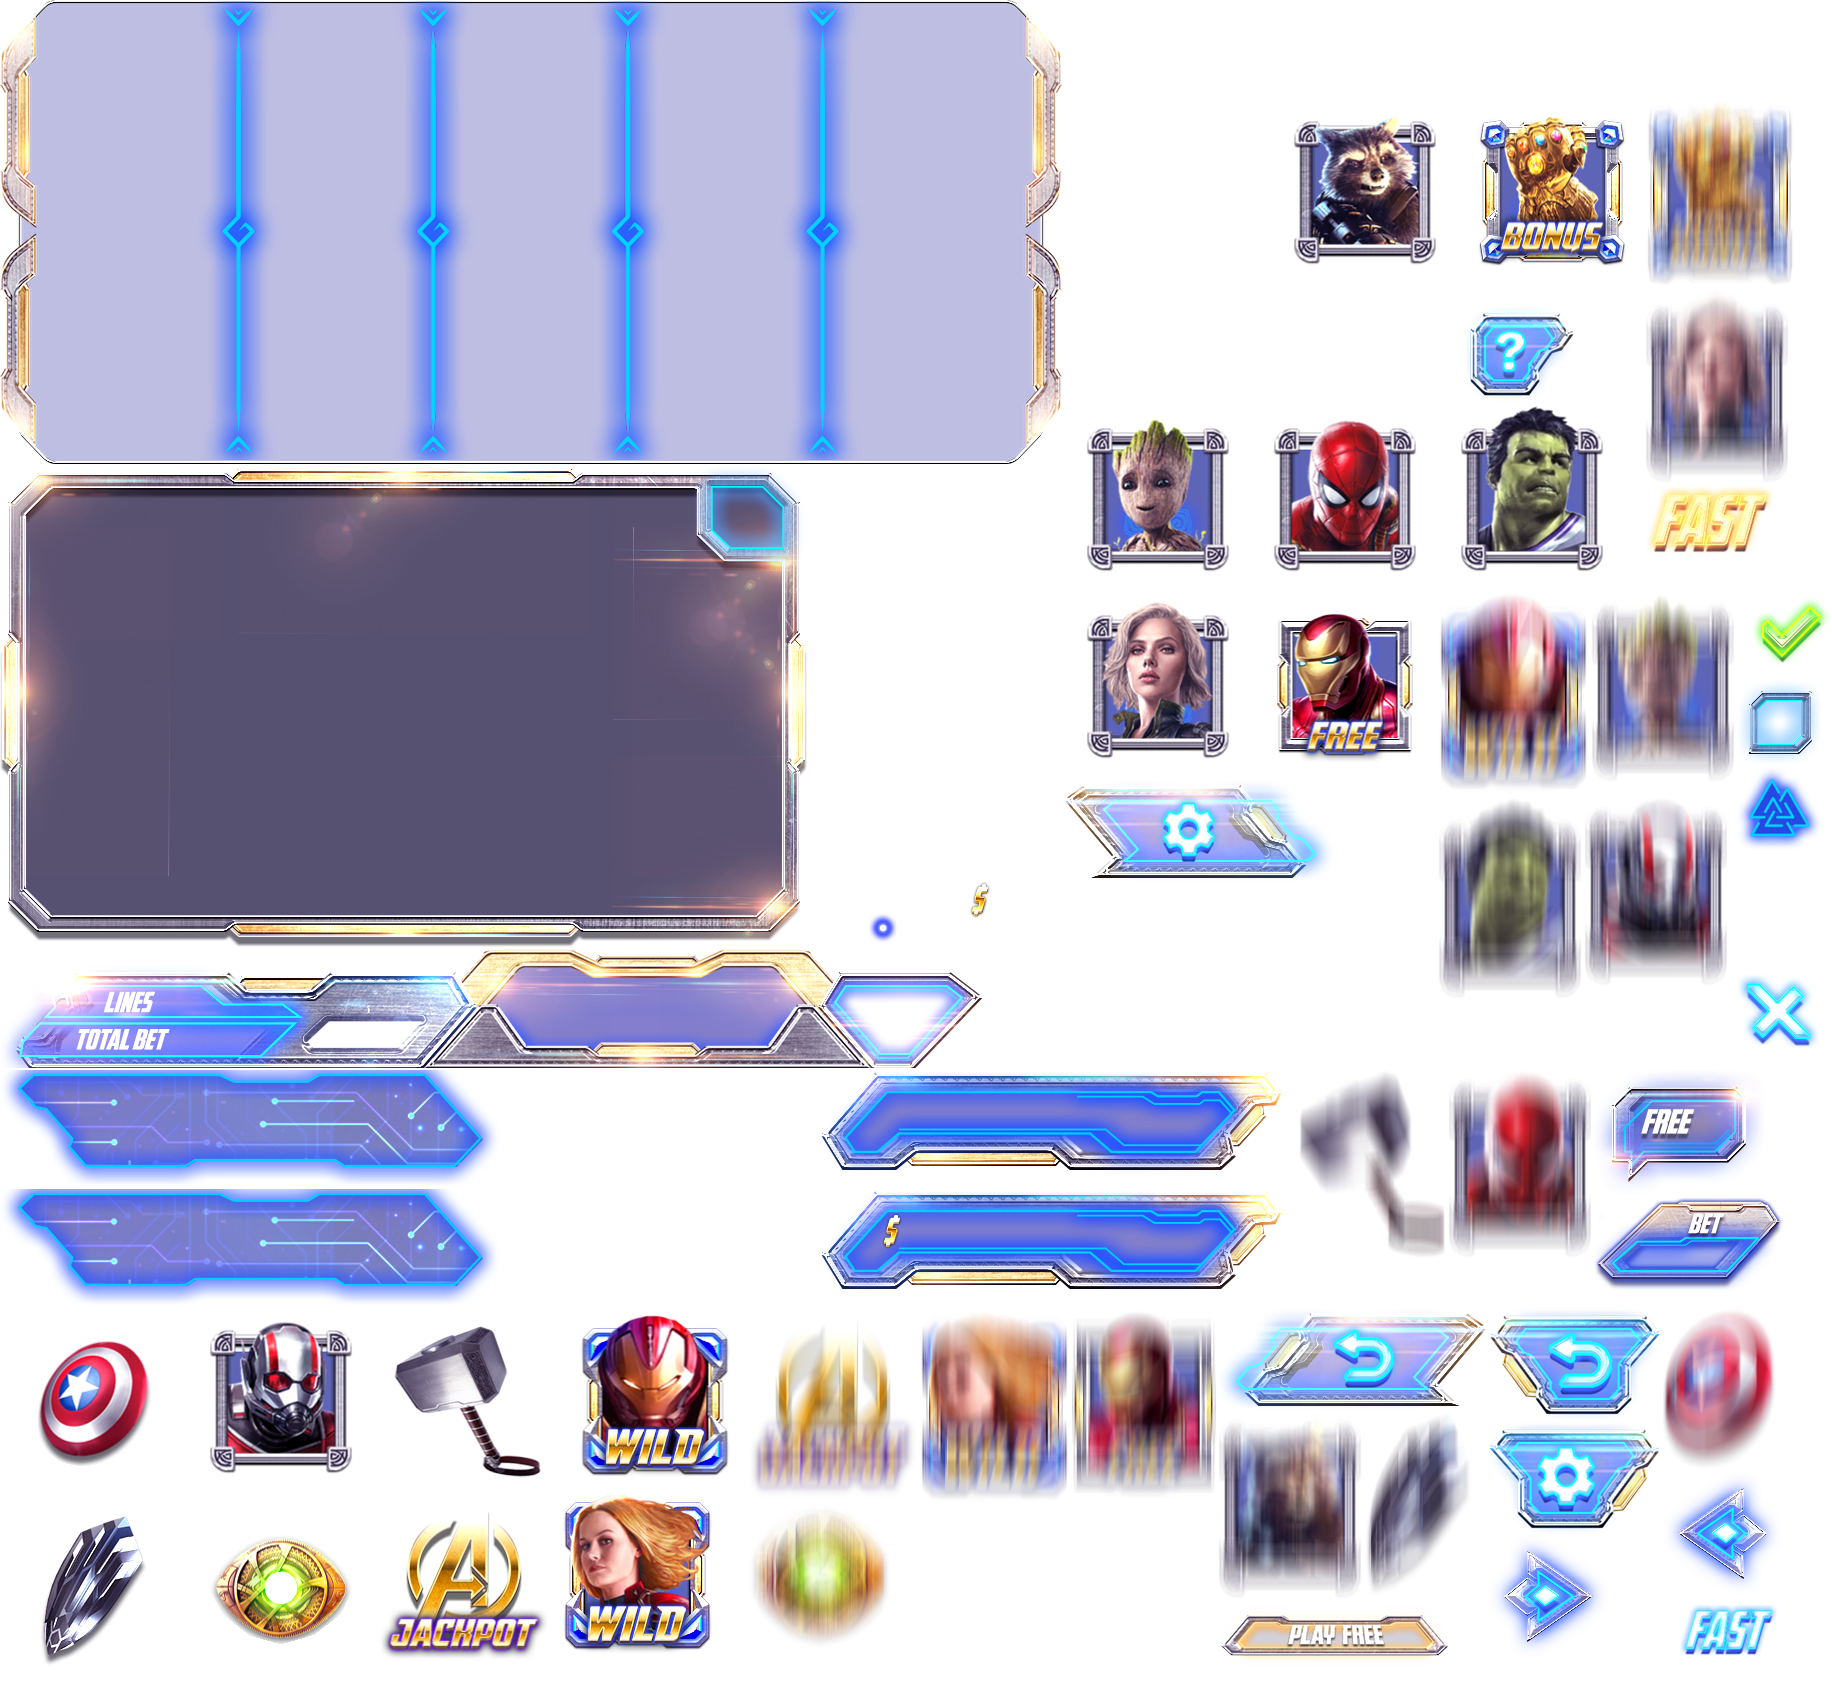 BONUS
?
FAST
FREE
$
LINES
TOTAL BET
FREE
$
BET
WILD
JACKPOT
WILD
PLAY FREE
FAST